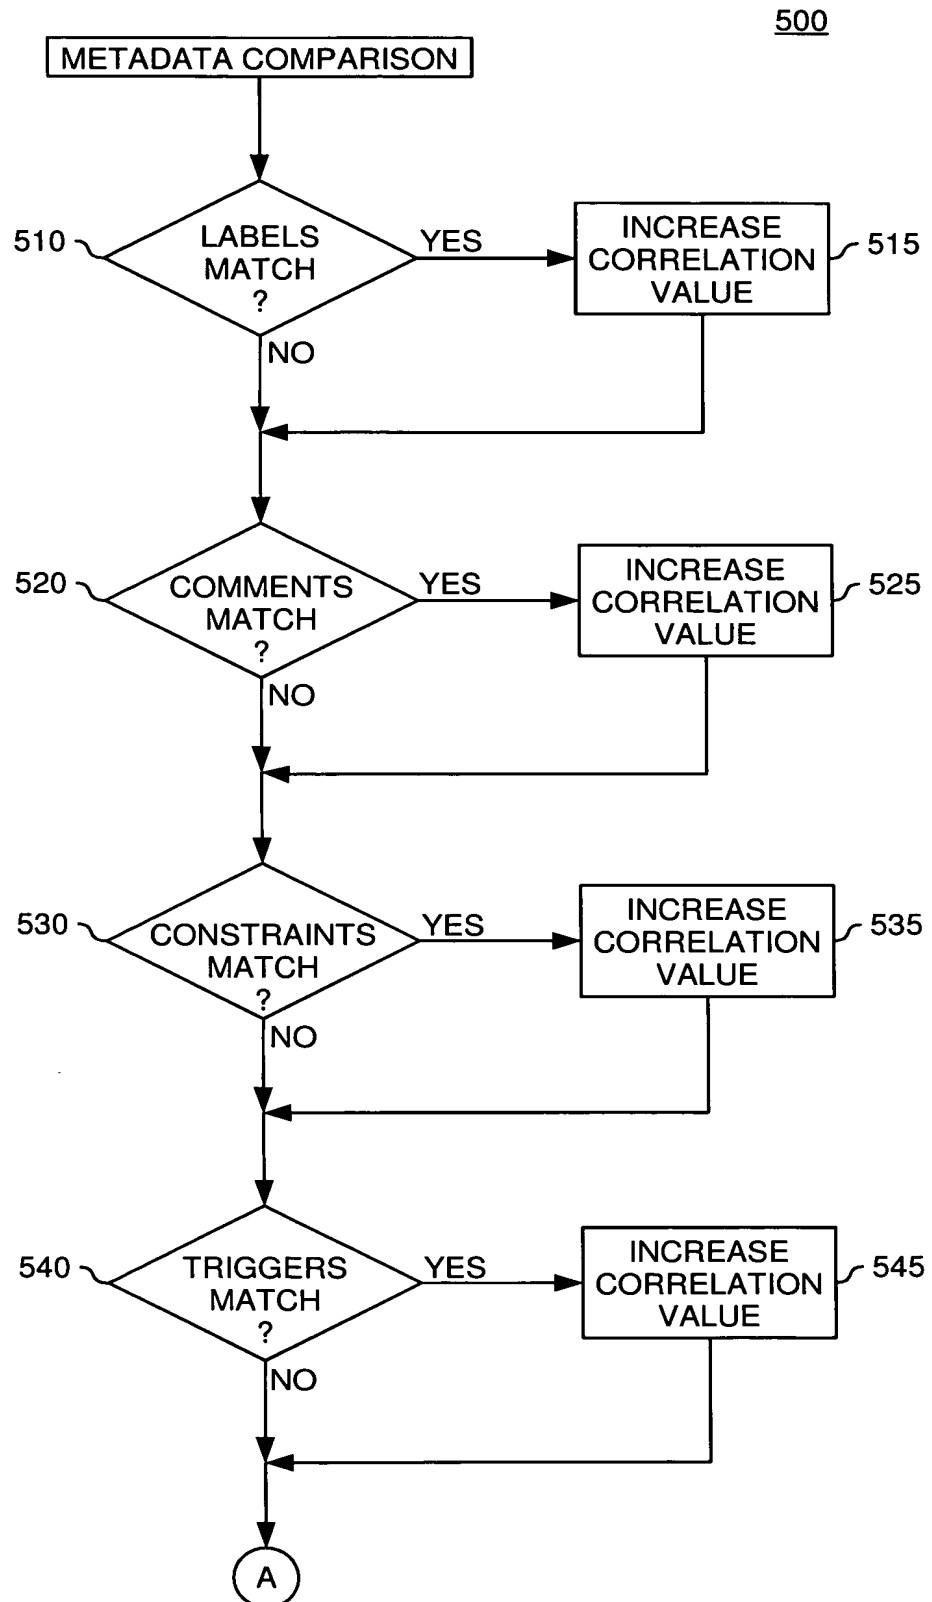 500
METADATA COMPARISON
510
LABELS
MATCH
?
YES
INCREASE
CORRELATION
VALUE
515
NO
520
COMMENTS
MATCH
?
YES
INCREASE
CORRELATION
VALUE
525
NO
530
CONSTRAINTS
MATCH
?
YES
INCREASE
CORRELATION
VALUE
535
NO
540
TRIGGERS
MATCH
?
YES
INCREASE
CORRELATION
VALUE
545
NO
A